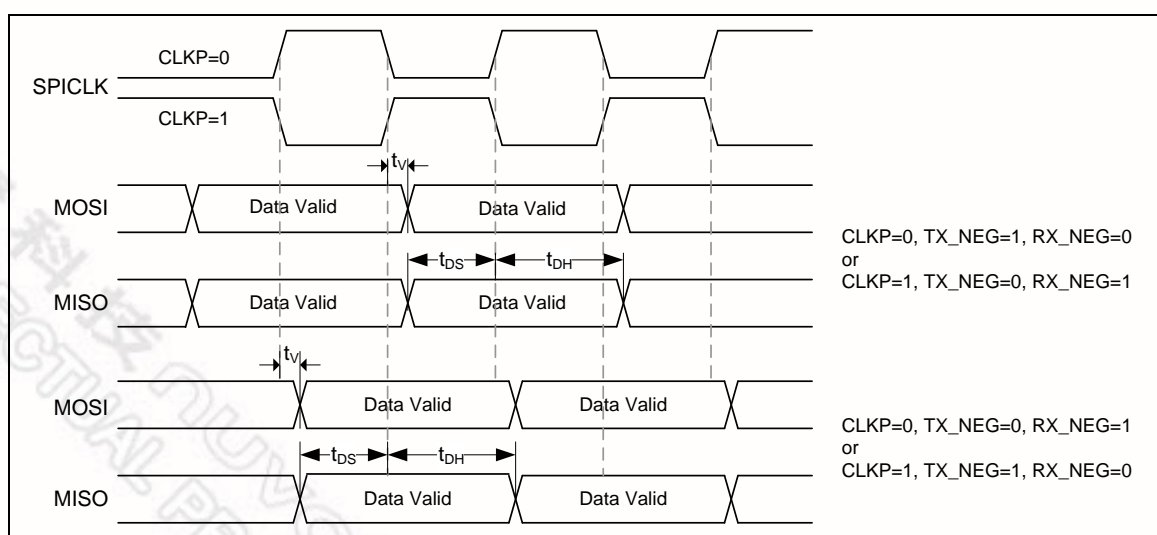 CLKP=0
SPICLK
CLKP=1
tV
MOSI
Data Valid
Data Valid
CLKP=0, TX_NEG=1, RX_NEG=0
or
CLKP=1, TX_NEG=0, RX_NEG=1
tDS
tDH
MISO
Data Valid
Data Valid
tV
MOSI
Data Valid
Data Valid
CLKP=0, TX_NEG=0, RX_NEG=1
or
CLKP=1, TX_NEG=1, RX_NEG=0
tDS
tDH
MISO
Data Valid
Data Valid
科技